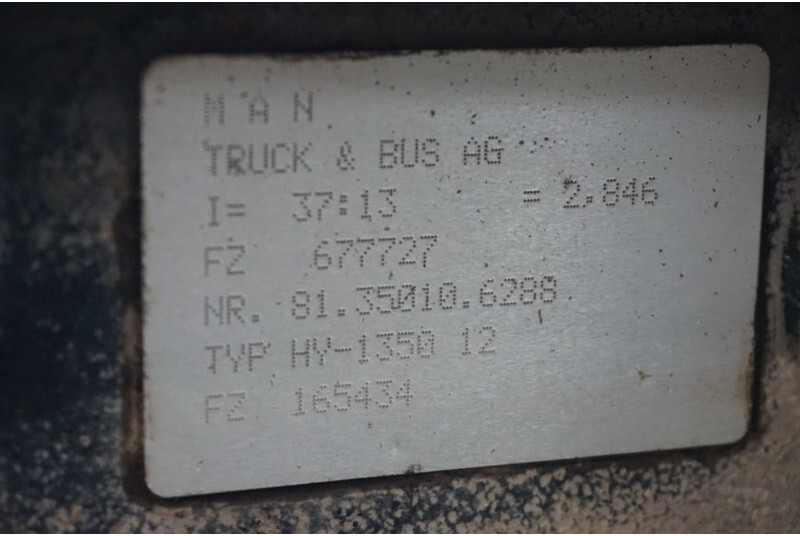 M A N
TRUCK & BUS AG
I= 37:13 = 2.846
FZ 677727
NR. 81.35010.6288
TYP HY-1350 12
FZ 165434